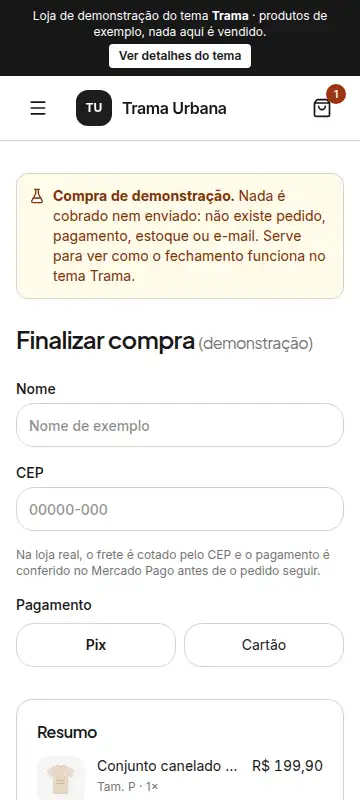 Loja de demonstração do tema Trama · produtos de
exemplo, nada aqui é vendido.
Ver detalhes do tema
TU
Trama Urbana
1
Compra de demonstração. Nada é
cobrado nem enviado: não existe pedido,
pagamento, estoque ou e-mail. Serve
para ver como o fechamento funciona no
tema Trama.
Finalizar compra (demonstração)
Nome
Nome de exemplo
CEP
00000-000
Na loja real, o frete é cotado pelo CEP e o pagamento é
conferido no Mercado Pago antes de o pedido seguir.
Pagamento
Pix
Cartão
Resumo
Conjunto canelado ... R$ 199,90
Tam. P · 1×